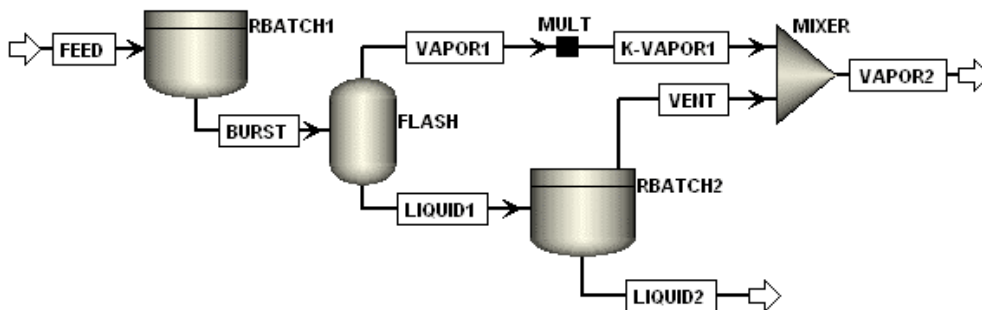 RBATCH1
FEED
BURST
VAPOR1
FLASH
LIQUID1
MULT
K-VAPOR1
VENT
RBATCH2
LIQUID2
MIXER
VAPOR2